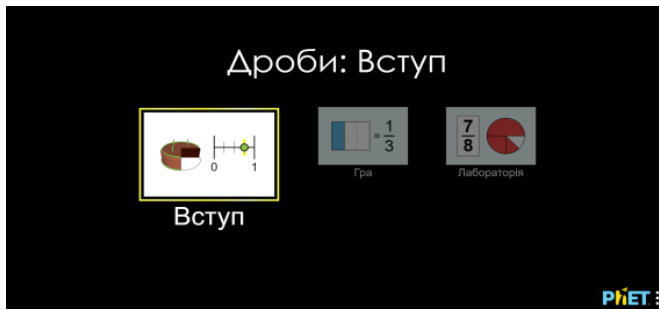 Дроби: Вступ
0 1
Вступ
= 1/3
Гра
7/8
Лабораторія
PhET